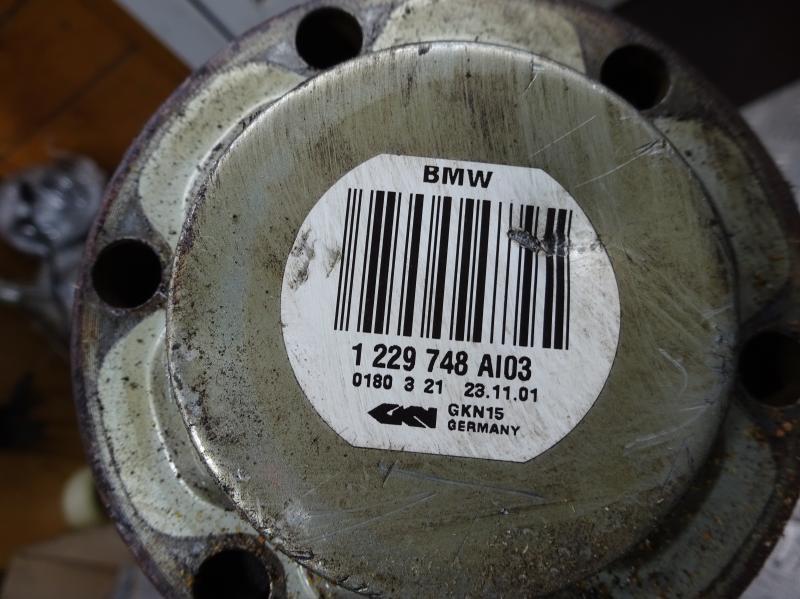 BMW
1 229 748 AI03
0180 3 21 23.11.01
GKN GKN15
GERMANY